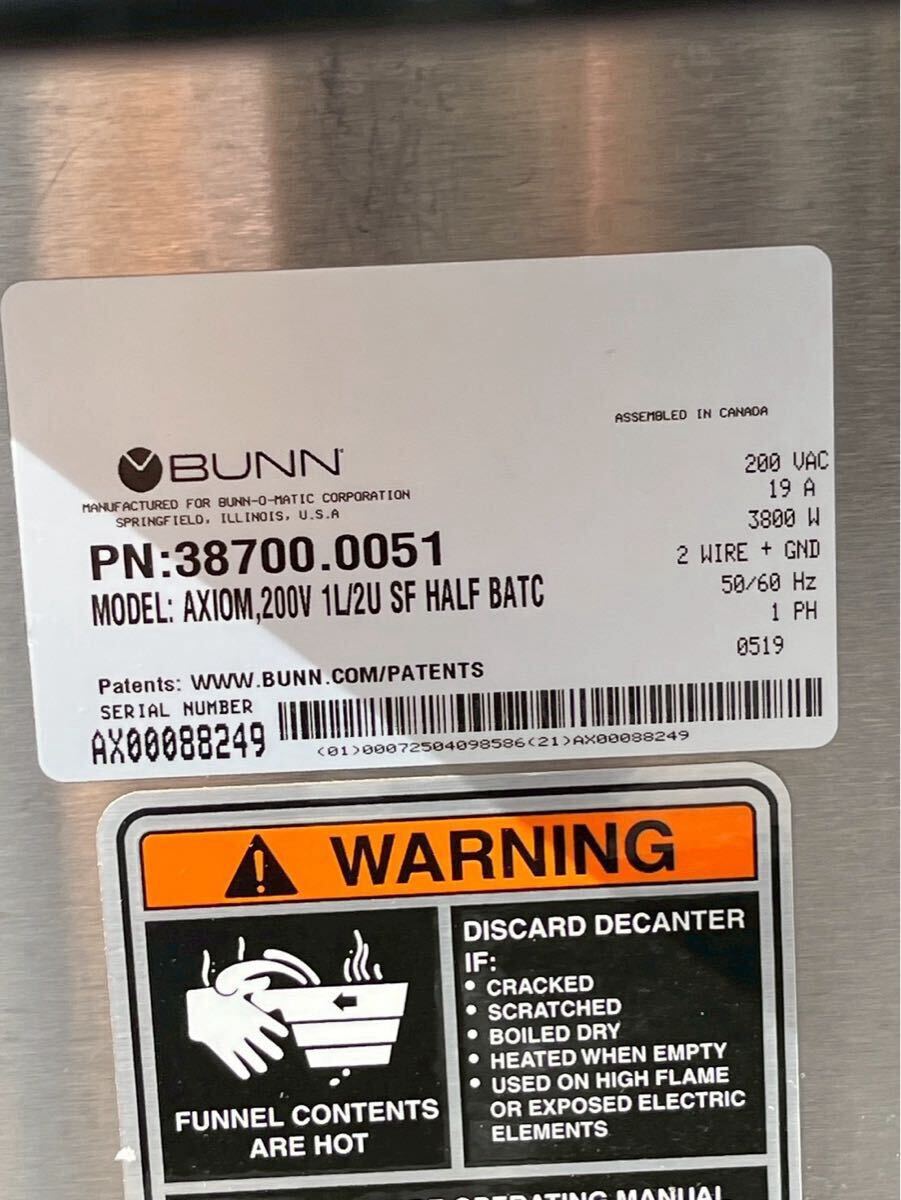 ASSEMBLED IN CANADA
BUNN
MANUFACTURED FOR BUNN-O-MATIC CORPORATION
SPRINGFIELD, ILLINOIS, U.S.A
PN:38700.0051
MODEL: AXIOM,200V 1L/2U SF HALF BATC
200 VAC
19 A
3800 W
2 WIRE + GND
50/60 Hz
1 PH
0519
Patents: WWW.BUNN.COM/PATENTS
SERIAL NUMBER
AX00088249
(01)00072504098586(21)AX00088249
WARNING
FUNNEL CONTENTS
ARE HOT
DISCARD DECANTER
IF:
• CRACKED
• SCRATCHED
• BOILED DRY
• HEATED WHEN EMPTY
• USED ON HIGH FLAME
OR EXPOSED ELECTRIC
ELEMENTS
OPERATING MANUAL